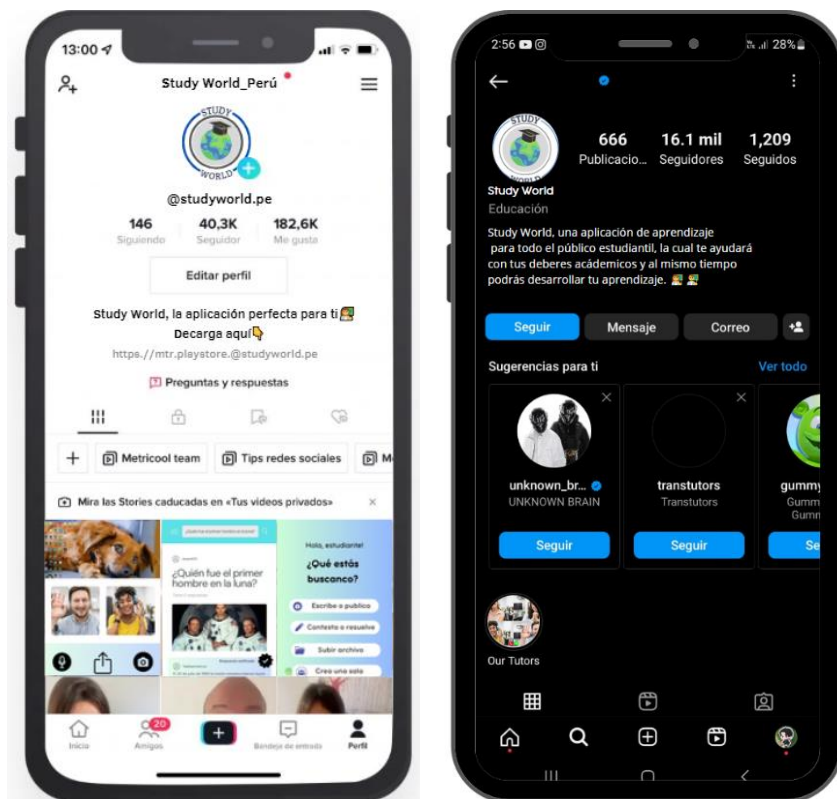 13:00
Study World_Perú
STUDY
WORLD
@studyworld.pe
146 40,3K 182,6K
Siguiendo Seguidor Me gusta
Editar perfil
Study World, la aplicación perfecta para ti
Decarga aquí
https.//mtr.playstore.@studyworld.pe
Preguntas y respuestas
Metricool team
Tips redes sociales
Mira las Stories caducadas en «Tus videos privados»
¿Quién fue el primer
hombre en la luna?
Hola, estudiante!
¿Qué estás
buscanco?
Escribe o publica
Contesta o resuelve
Subir archivo
Crea una sala
20
Inicio
Amigos
Bandeja de entrada
Perfil
2:56
28%
STUDY
WORLD
666 16.1 mil 1,209
Publicacio... Seguidores Seguidos
Study World
Educación
Study World, una aplicación de aprendizaje
para todo el público estudiantil, la cual te ayudará
con tus deberes acádemicos y al mismo tiempo
podrás desarrollar tu aprendizaje.
Seguir Mensaje Correo
Sugerencias para ti Ver todo
unknown_br...
UNKNOWN BRAIN
Seguir
transtutors
Transtutors
Seguir
gummy
Gumm
Gumn
Se
Our Tutors